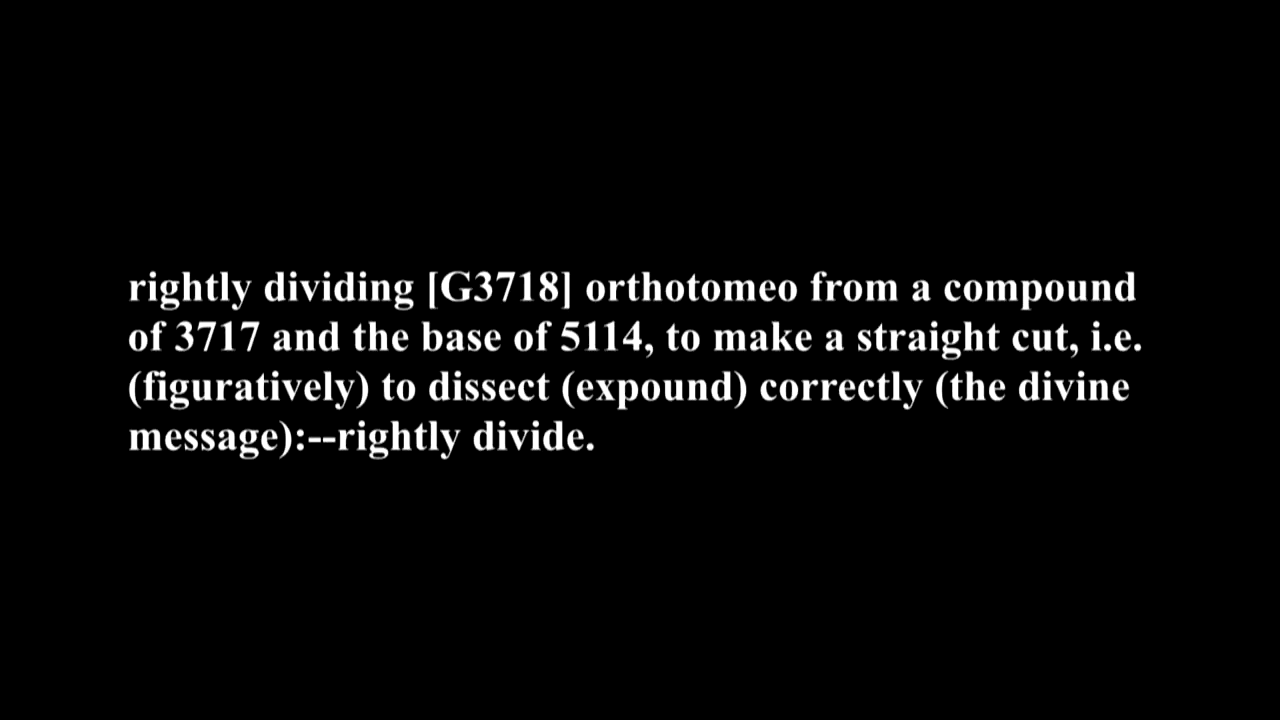 rightly dividing [G3718] orthotomeo from a compound
of 3717 and the base of 5114, to make a straight cut, i.e.
(figuratively) to dissect (expound) correctly (the divine
message):--rightly divide.